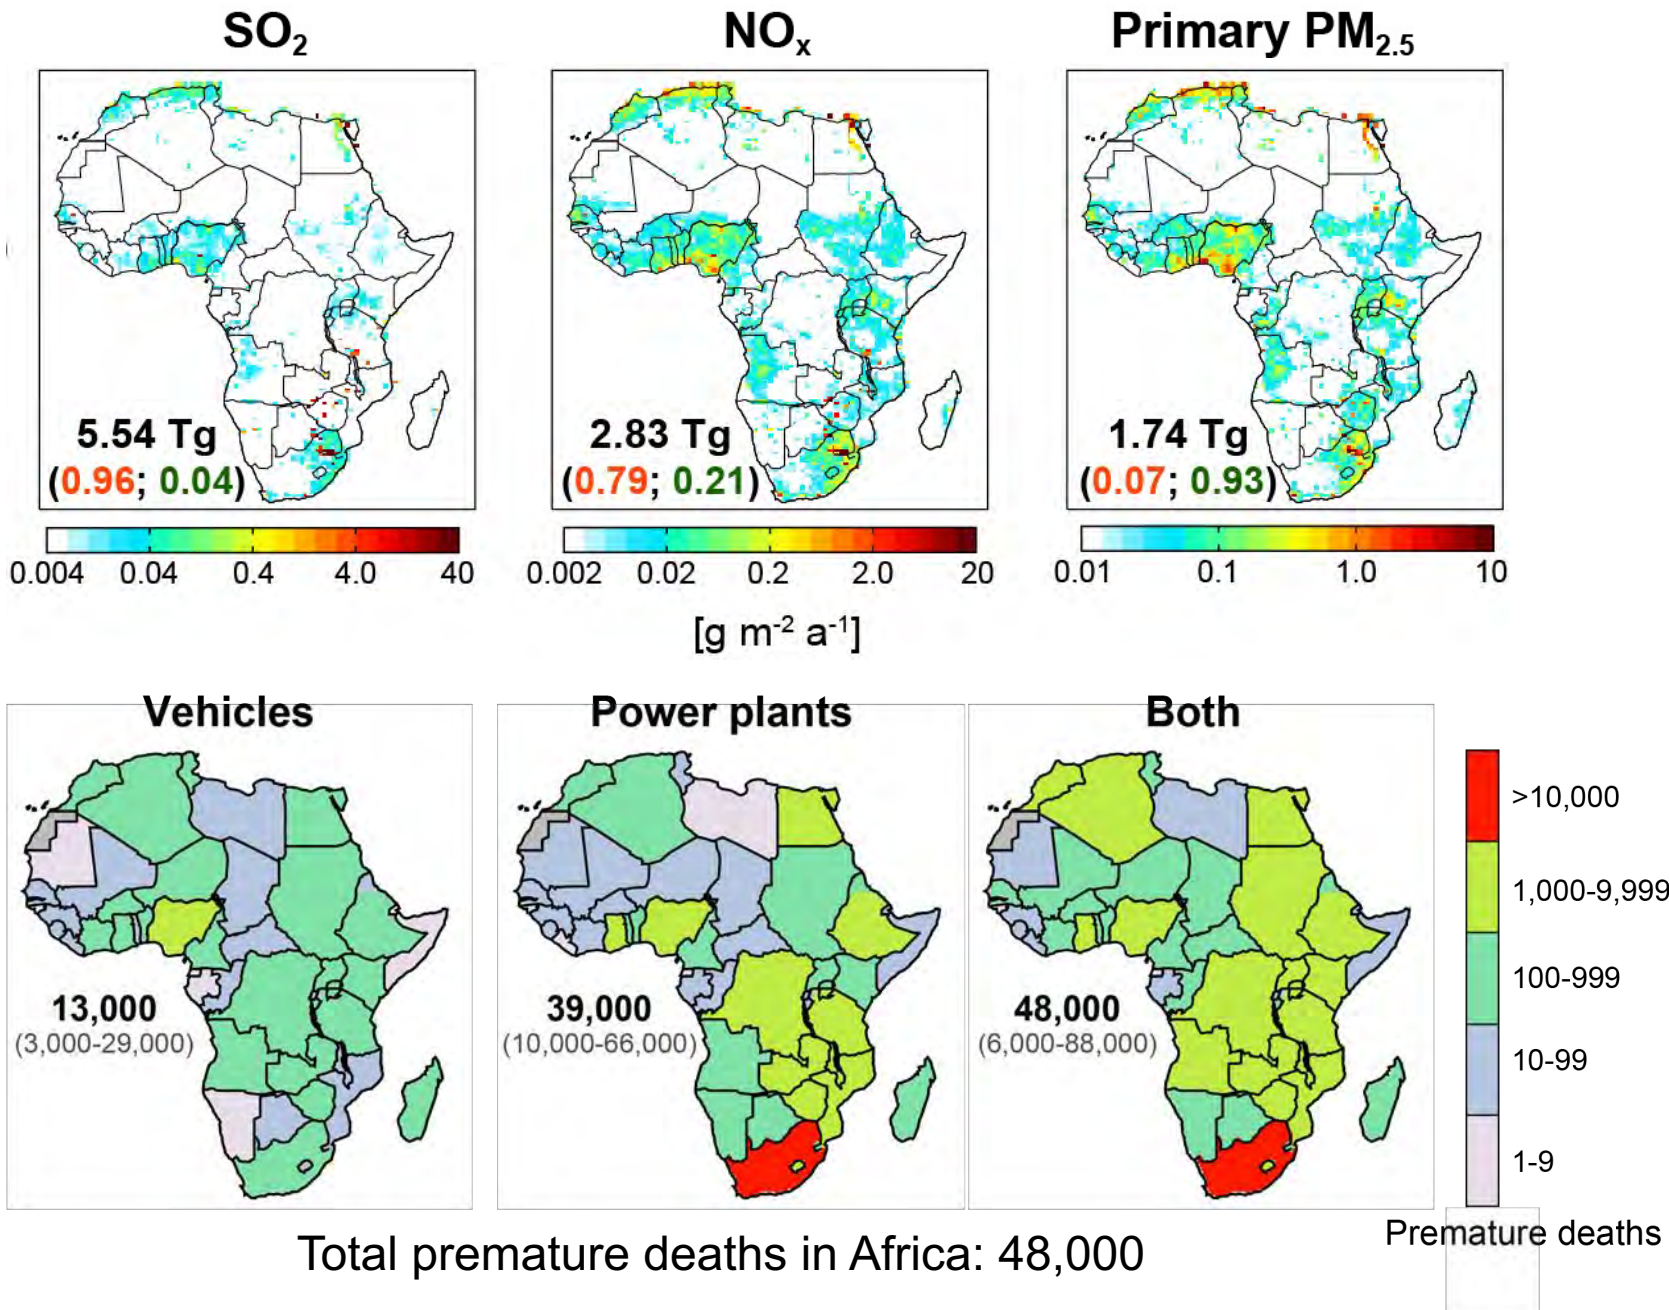 SO₂
NOₓ
Primary PM₂.₅
5.54 Tg
(0.96; 0.04)
2.83 Tg
(0.79; 0.21)
1.74 Tg
(0.07; 0.93)
0.004 0.04 0.4 4.0 40
0.002 0.02 0.2 2.0 20
0.01 0.1 1.0 10
[g m⁻² a⁻¹]
Vehicles
Power plants
Both
13,000
(3,000-29,000)
39,000
(10,000-66,000)
48,000
(6,000-88,000)
>10,000
1,000-9,999
100-999
10-99
1-9
Premature deaths
Total premature deaths in Africa: 48,000